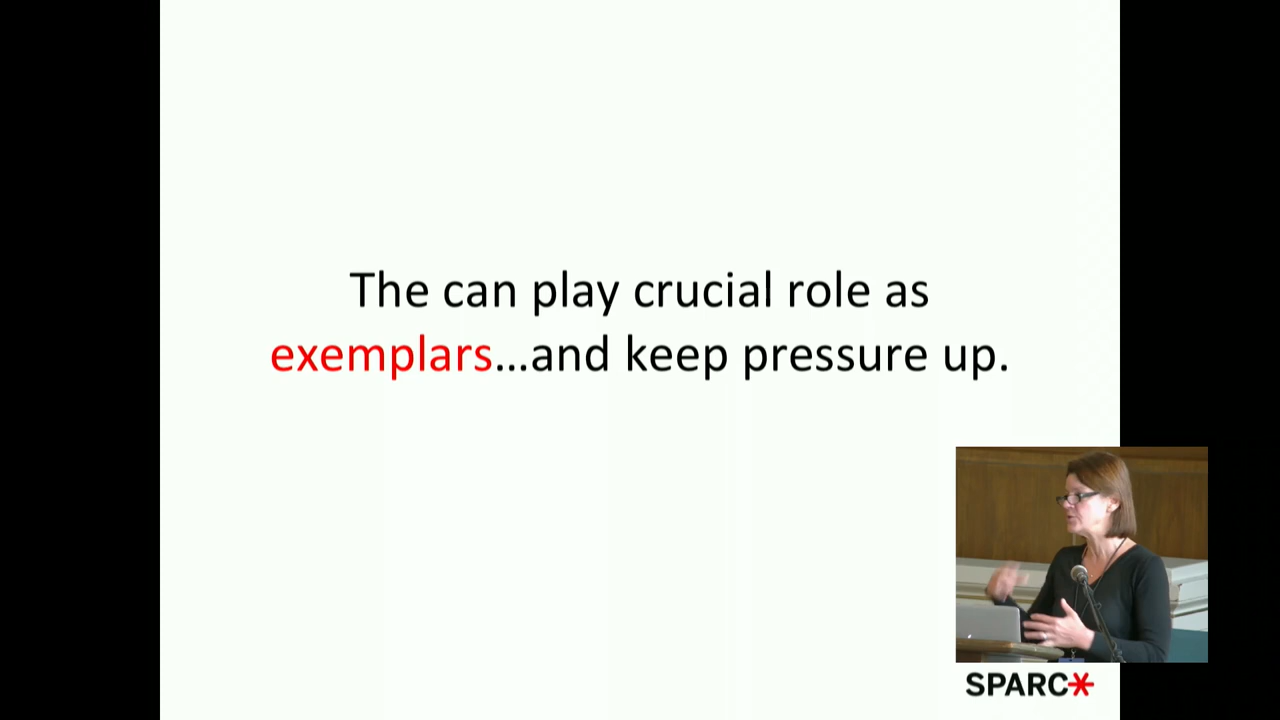 The can play crucial role as
exemplars…and keep pressure up.
SPARC